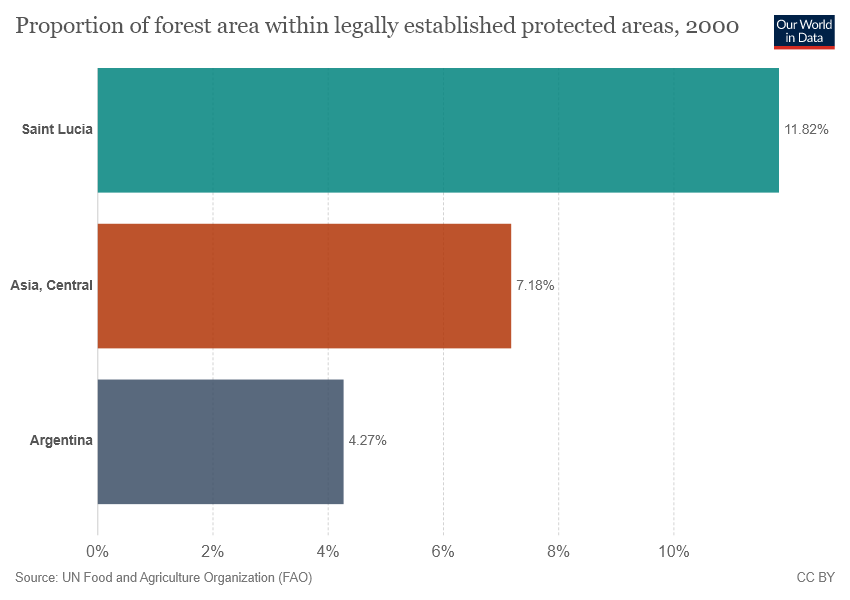 Proportion of forest area within legally established protected areas, 2000
Our World
in Data
Saint Lucia
11.82%
Asia, Central
7.18%
Argentina
4.27%
0%
2%
4%
6%
8%
10%
Source: UN Food and Agriculture Organization (FAO)
CC BY